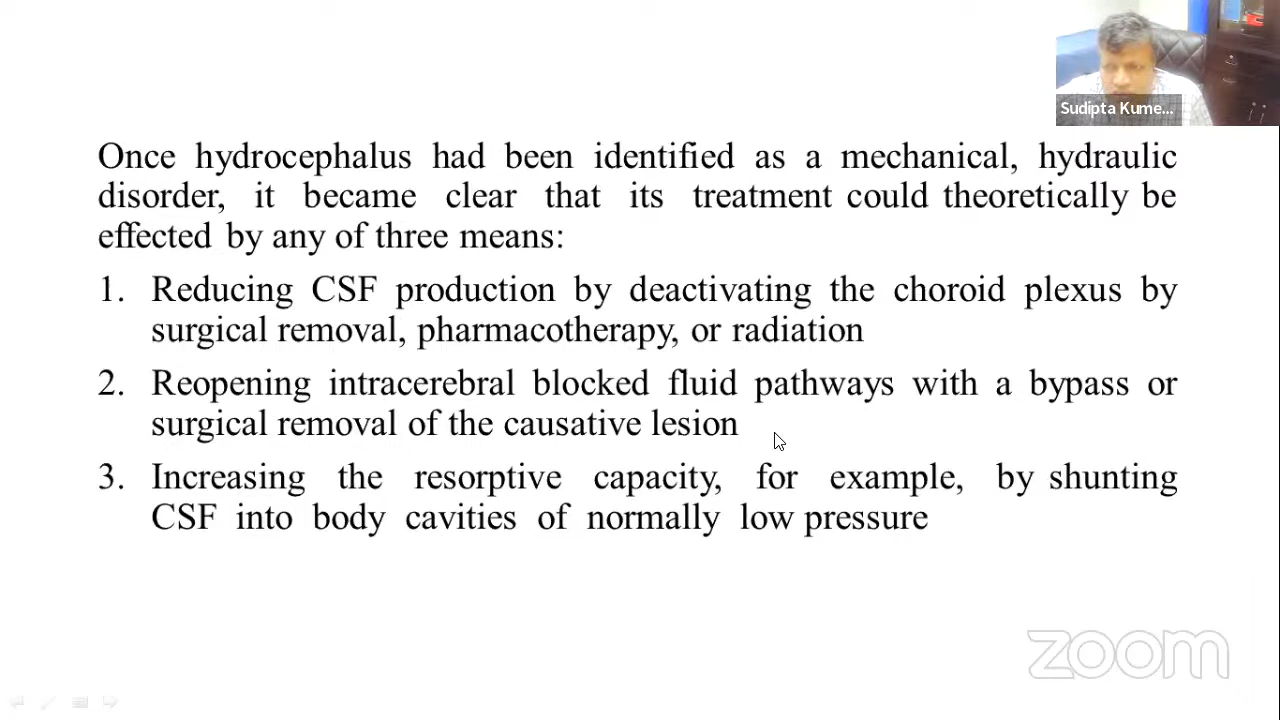 Sudipta Kume...
Once hydrocephalus had been identified as a mechanical, hydraulic
disorder, it became clear that its treatment could theoretically be
effected by any of three means:
1. Reducing CSF production by deactivating the choroid plexus by
surgical removal, pharmacotherapy, or radiation
2. Reopening intracerebral blocked fluid pathways with a bypass or
surgical removal of the causative lesion
3. Increasing the resorptive capacity, for example, by shunting
CSF into body cavities of normally low pressure
zoom